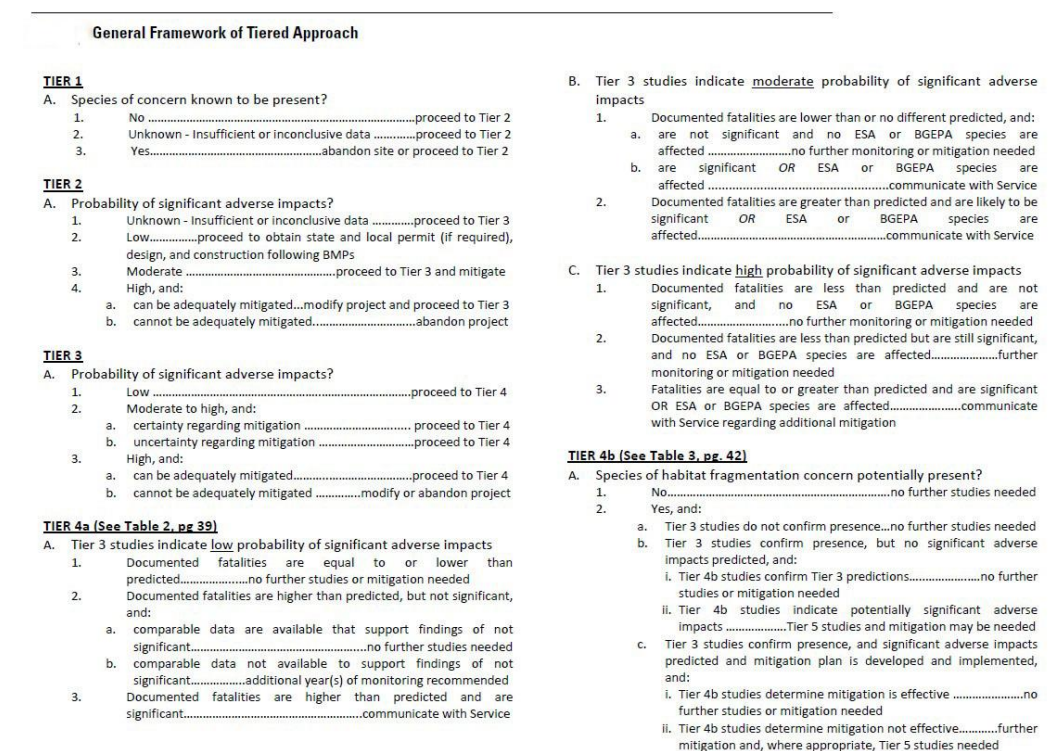 General Framework of Tiered Approach
TIER 1
A. Species of concern known to be present?
1. No ..........proceed to Tier 2
2. Unknown - Insufficient or inconclusive data ..........proceed to Tier 2
3. Yes..........abandon site or proceed to Tier 2
TIER 2
A. Probability of significant adverse impacts?
1. Unknown - Insufficient or inconclusive data ..........proceed to Tier 3
2. Low..........proceed to obtain state and local permit (if required),
design, and construction following BMPs
3. Moderate ..........proceed to Tier 3 and mitigate
4. High, and:
a. can be adequately mitigated...modify project and proceed to Tier 3
b. cannot be adequately mitigated..........abandon project
TIER 3
A. Probability of significant adverse impacts?
1. Low ..........proceed to Tier 4
2. Moderate to high, and:
a. certainty regarding mitigation .......... proceed to Tier 4
b. uncertainty regarding mitigation ..........proceed to Tier 4
3. High, and:
a. can be adequately mitigated..........proceed to Tier 4
b. cannot be adequately mitigated ..........modify or abandon project
TIER 4a (See Table 2, pg 39)
A. Tier 3 studies indicate low probability of significant adverse impacts
1. Documented fatalities are equal to or lower than
predicted..........no further studies or mitigation needed
2. Documented fatalities are higher than predicted, but not significant,
and:
a. comparable data are available that support findings of not
significant..........no further studies needed
b. comparable data not available to support findings of not
significant..........additional year(s) of monitoring recommended
3. Documented fatalities are higher than predicted and are
significant..........communicate with Service
B. Tier 3 studies indicate moderate probability of significant adverse
impacts
1. Documented fatalities are lower than or no different predicted, and:
a. are not significant and no ESA or BGEPA species are
affected ..........no further monitoring or mitigation needed
b. are significant OR ESA or BGEPA species are
affected ..........communicate with Service
2. Documented fatalities are greater than predicted and are likely to be
significant OR ESA or BGEPA species are
affected..........communicate with Service
C. Tier 3 studies indicate high probability of significant adverse impacts
1. Documented fatalities are less than predicted and are not
significant, and no ESA or BGEPA species are
affected..........no further monitoring or mitigation needed
2. Documented fatalities are less than predicted but are still significant,
and no ESA or BGEPA species are affected..........further
monitoring or mitigation needed
3. Fatalities are equal to or greater than predicted and are significant
OR ESA or BGEPA species are affected..........communicate
with Service regarding additional mitigation
TIER 4b (See Table 3, pg. 42)
A. Species of habitat fragmentation concern potentially present?
1. No..........no further studies needed
2. Yes, and:
a. Tier 3 studies do not confirm presence...no further studies needed
b. Tier 3 studies confirm presence, but no significant adverse
impacts predicted, and:
i. Tier 4b studies confirm Tier 3 predictions..........no further
studies or mitigation needed
ii. Tier 4b studies indicate potentially significant adverse
impacts ..........Tier 5 studies and mitigation may be needed
c. Tier 3 studies confirm presence, and significant adverse impacts
predicted and mitigation plan is developed and implemented,
and:
i. Tier 4b studies determine mitigation is effective ..........no
further studies or mitigation needed
ii. Tier 4b studies determine mitigation not effective..........further
mitigation and, where appropriate, Tier 5 studies needed